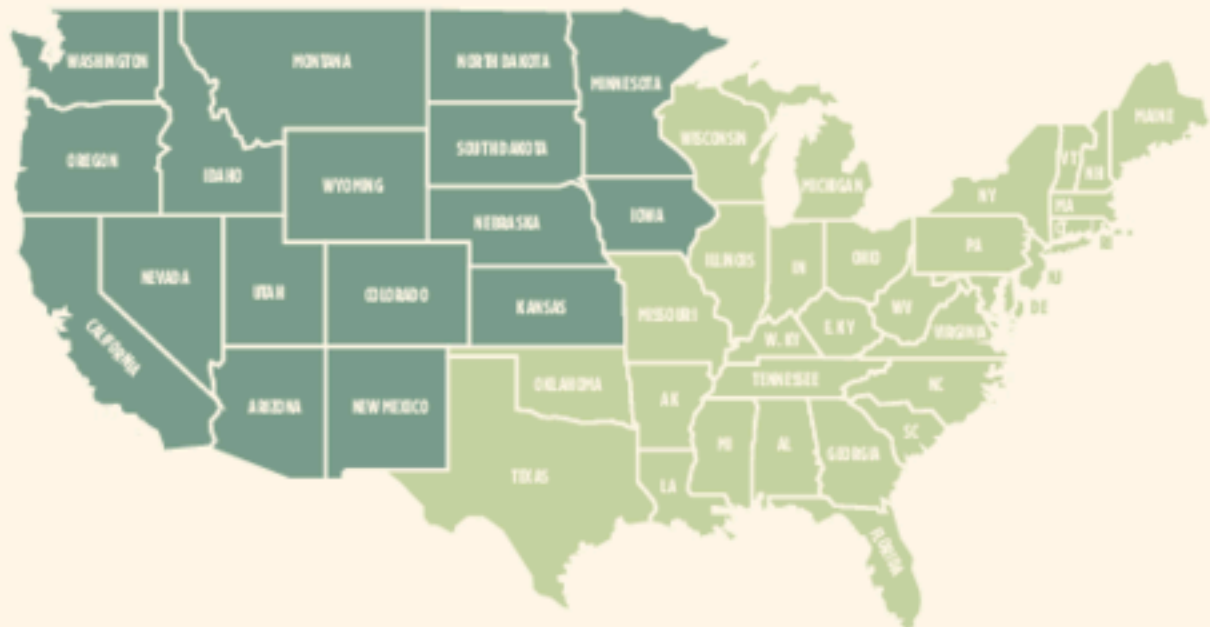 WASHINGTON
MONTANA
NORTH DAKOTA
MINNESOTA
OREGON
IDAHO
WYOMING
SOUTH DAKOTA
WISCONSIN
MICHIGAN
NEBRASKA
IOWA
NEVADA
UTAH
COLORADO
KANSAS
CALIFORNIA
ARIZONA
NEW MEXICO
ILLINOIS
IN
OHIO
MISSOURI
W. KY
E. KY
WV
VIRGINIA
PA
NY
VT
NH
MAINE
MA
NJ
DE
OKLAHOMA
AK
TENNESSEE
NC
SC
TEXAS
LA
MI
AL
GEORGIA
FLORIDA